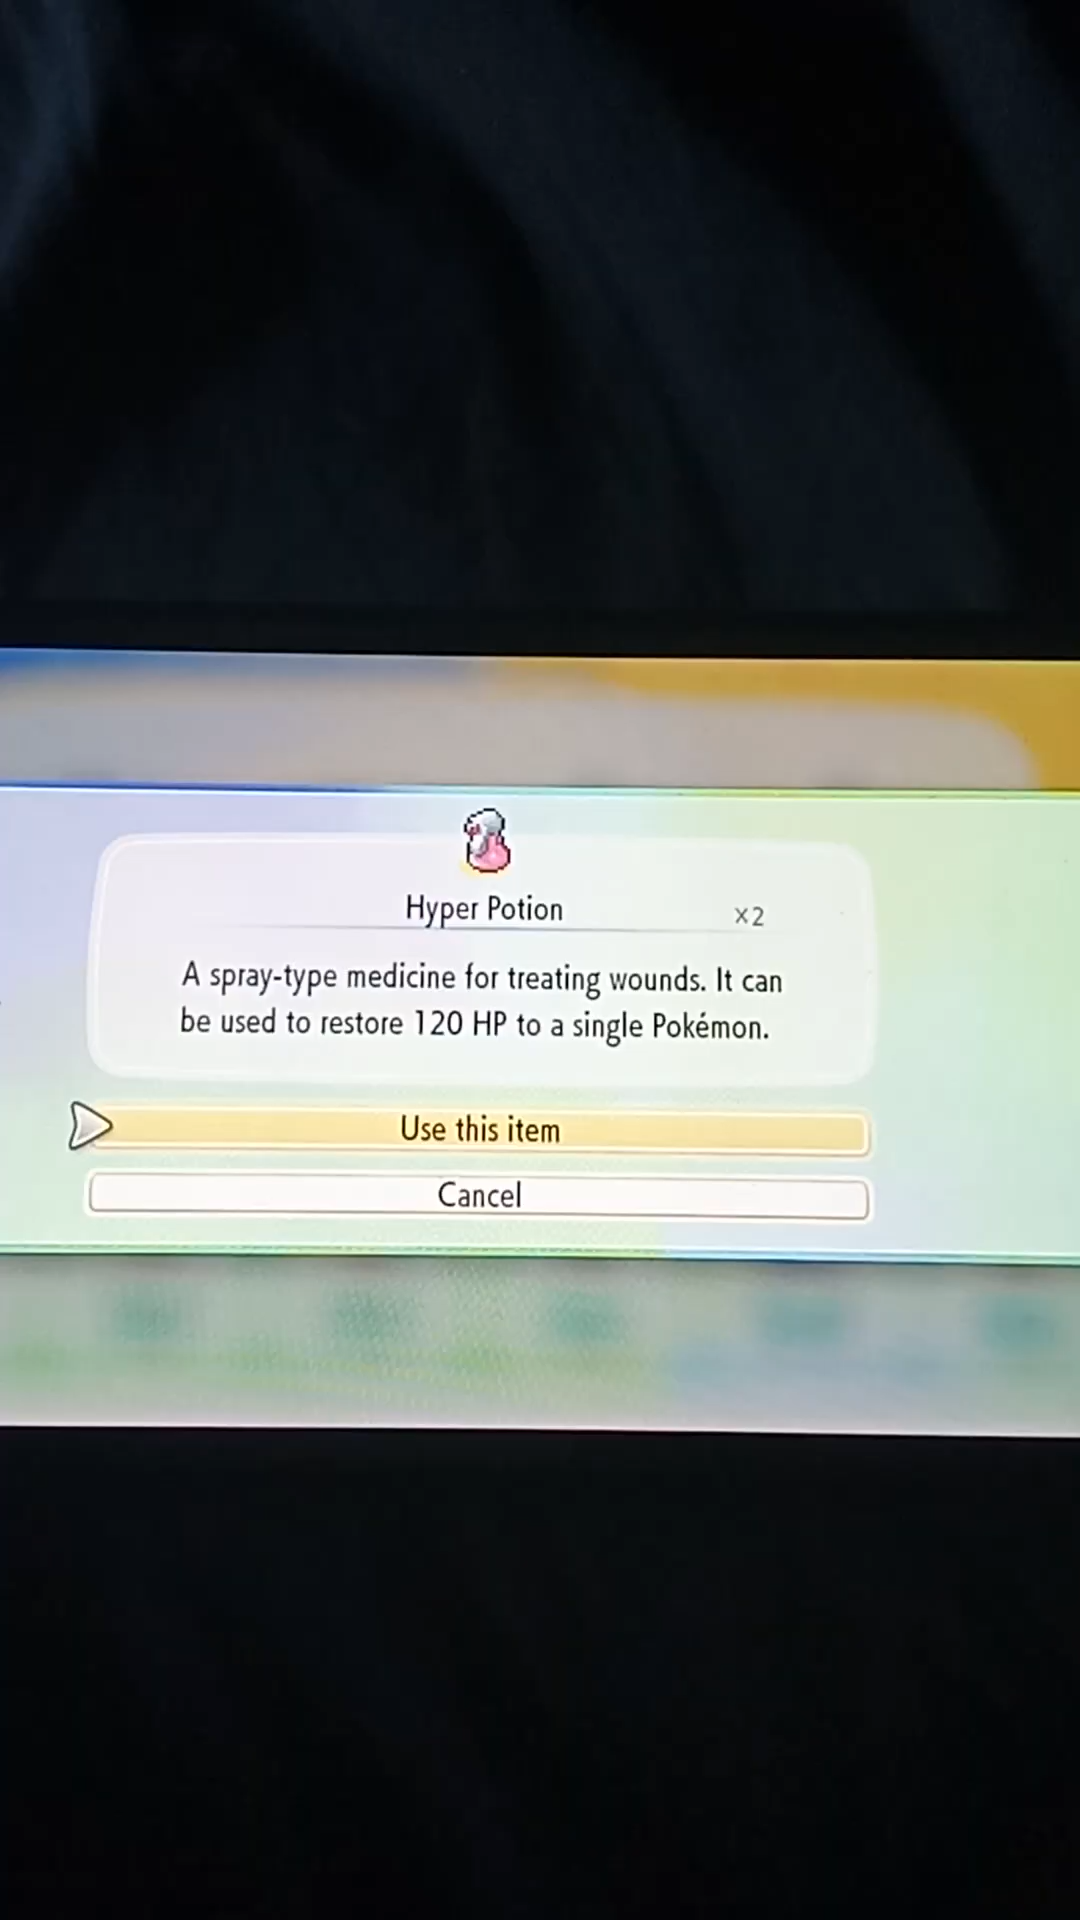 Hyper Potion ×2
A spray-type medicine for treating wounds. It can
be used to restore 120 HP to a single Pokémon.
Use this item
Cancel